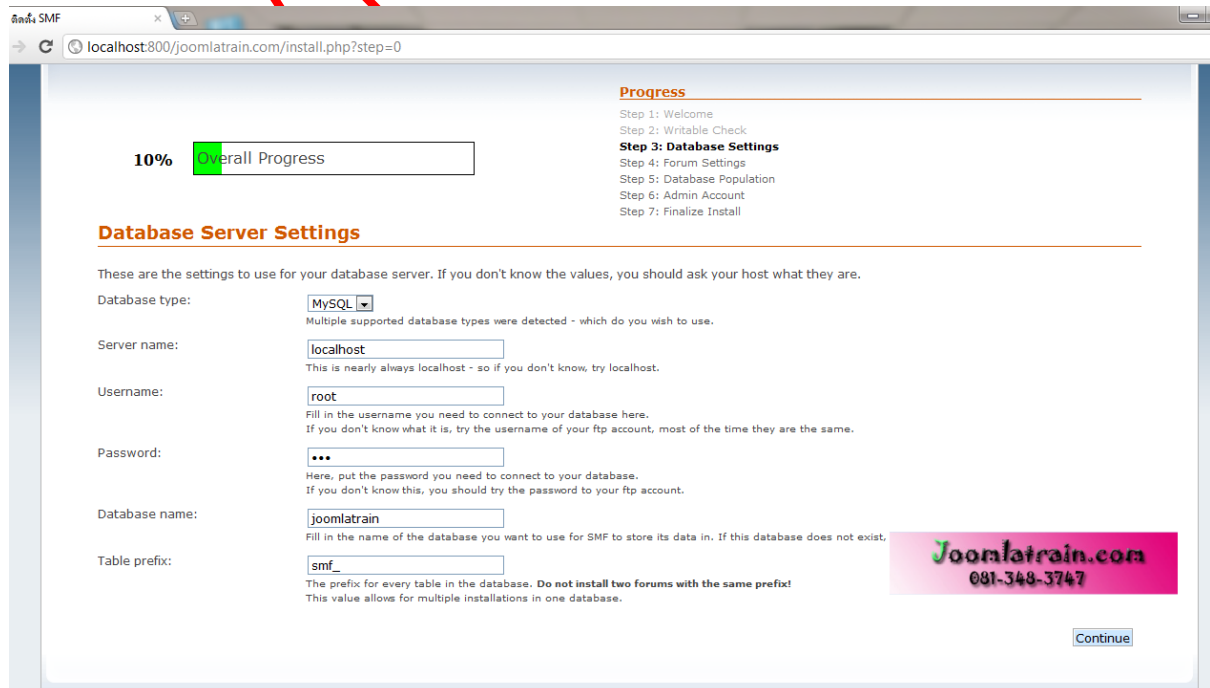 ติดตั้ง SMF
localhost:800/joomlatrain.com/install.php?step=0
Progress
Step 1: Welcome
Step 2: Writable Check
Step 3: Database Settings
Step 4: Forum Settings
Step 5: Database Population
Step 6: Admin Account
Step 7: Finalize Install
10% Overall Progress
Database Server Settings
These are the settings to use for your database server. If you don't know the values, you should ask your host what they are.
Database type: MySQL
Multiple supported database types were detected - which do you wish to use.
Server name: localhost
This is nearly always localhost - so if you don't know, try localhost.
Username: root
Fill in the username you need to connect to your database here.
If you don't know what it is, try the username of your ftp account, most of the time they are the same.
Password: •••
Here, put the password you need to connect to your database.
If you don't know this, you should try the password to your ftp account.
Database name: joomlatrain
Fill in the name of the database you want to use for SMF to store its data in. If this database does not exist,
Table prefix: smf_
The prefix for every table in the database. Do not install two forums with the same prefix!
This value allows for multiple installations in one database.
Joomlatrain.com
081-348-3747
Continue